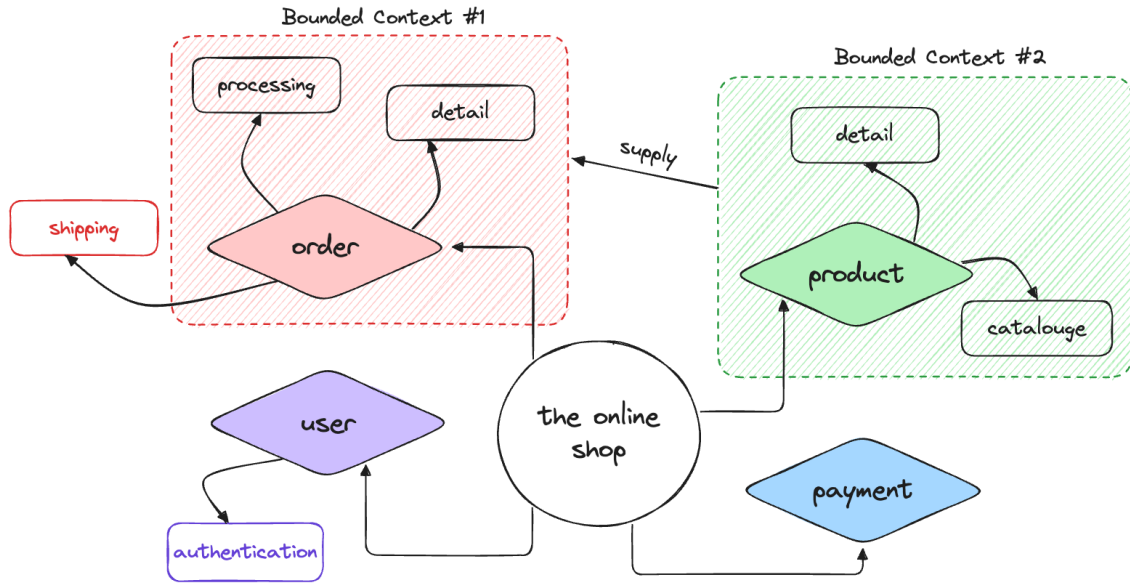 Bounded Context #1
Bounded Context #2
processing
detail
detail
supply
shipping
order
product
catalouge
user
the online
shop
payment
authentication